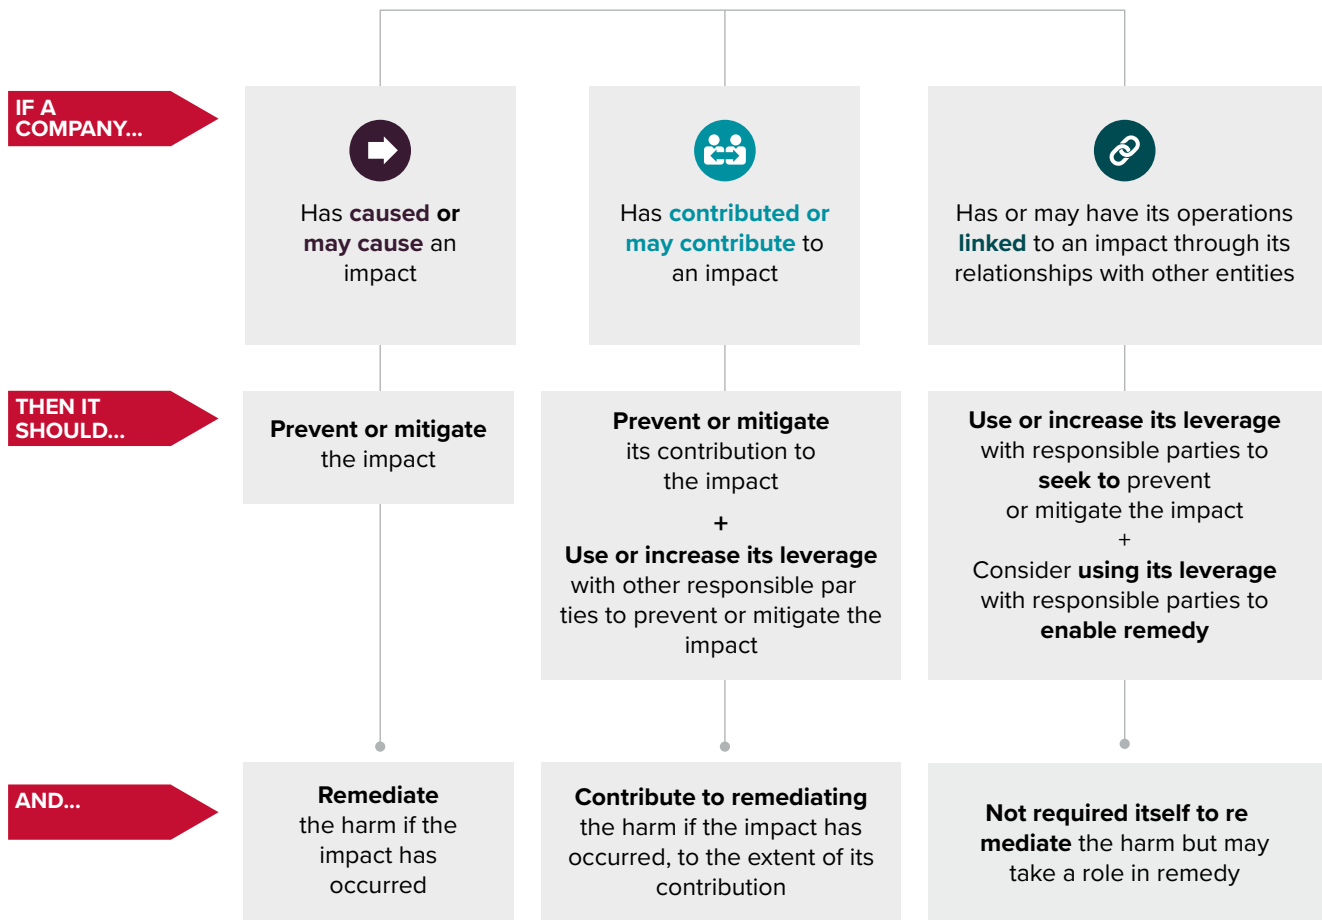 IF A
COMPANY...
Has caused or
may cause an
impact
Has contributed or
may contribute to
an impact
Has or may have its operations
linked to an impact through its
relationships with other entities
THEN IT
SHOULD...
Prevent or mitigate
the impact
Prevent or mitigate
its contribution to
the impact
+
Use or increase its leverage
with other responsible par
ties to prevent or mitigate the
impact
Use or increase its leverage
with responsible parties to
seek to prevent
or mitigate the impact
+
Consider using its leverage
with responsible parties to
enable remedy
AND...
Remediate
the harm if the
impact has
occurred
Contribute to remediating
the harm if the impact has
occurred, to the extent of its
contribution
Not required itself to re
mediate the harm but may
take a role in remedy